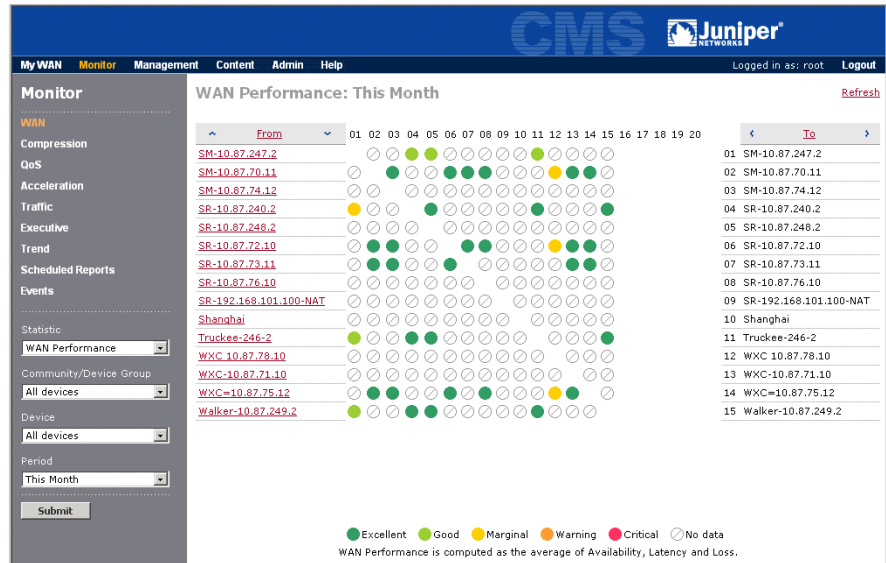 CMS
Juniper
NETWORKS
My WAN Monitor Management Content Admin Help
Logged in as: root Logout
Monitor
WAN
Compression
QoS
Acceleration
Traffic
Executive
Trend
Scheduled Reports
Events
Statistic
WAN Performance
Community/Device Group
All devices
Device
All devices
Period
This Month
Submit
WAN Performance: This Month
Refresh
From 01 02 03 04 05 06 07 08 09 10 11 12 13 14 15 16 17 18 19 20
SM-10.87.247.2
SM-10.87.70.11
SM-10.87.74.12
SR-10.87.240.2
SR-10.87.248.2
SR-10.87.72.10
SR-10.87.73.11
SR-10.87.76.10
SR-192.168.101.100-NAT
Shanghai
Truckee-246-2
WXC 10.87.78.10
WXC-10.87.71.10
WXC=10.87.75.12
Walker-10.87.249.2
To
01 SM-10.87.247.2
02 SM-10.87.70.11
03 SM-10.87.74.12
04 SR-10.87.240.2
05 SR-10.87.248.2
06 SR-10.87.72.10
07 SR-10.87.73.11
08 SR-10.87.76.10
09 SR-192.168.101.100-NAT
10 Shanghai
11 Truckee-246-2
12 WXC 10.87.78.10
13 WXC-10.87.71.10
14 WXC=10.87.75.12
15 Walker-10.87.249.2
Excellent Good Marginal Warning Critical No data
WAN Performance is computed as the average of Availability, Latency and Loss.